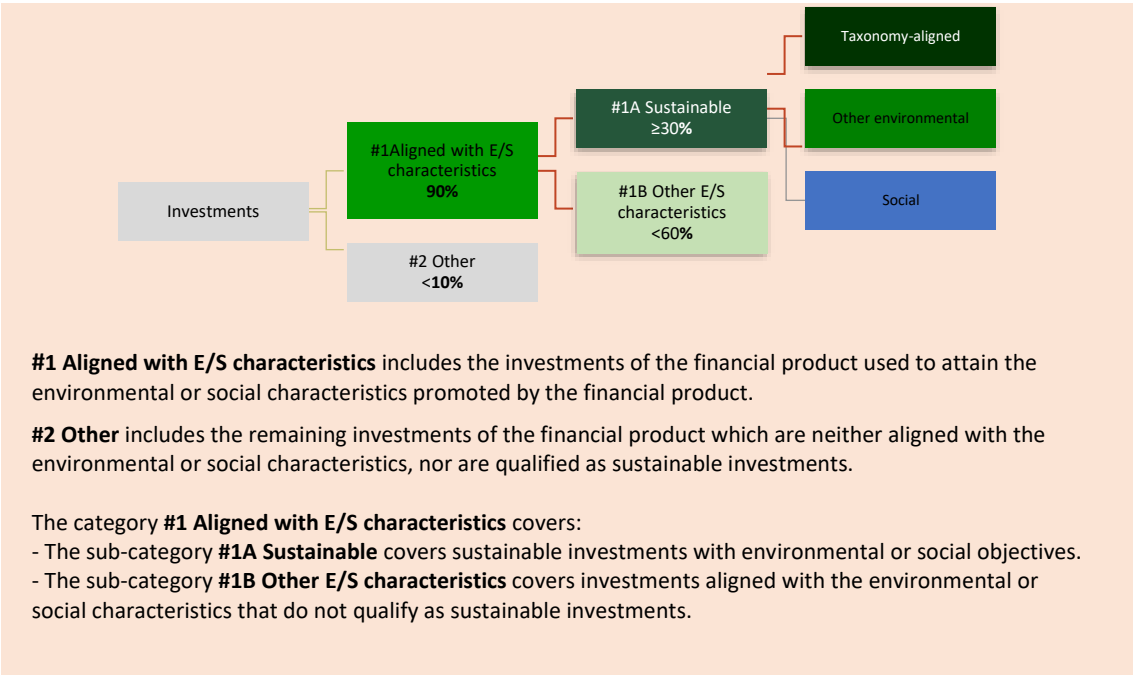 Taxonomy-aligned
#1A Sustainable
≥30%
Other environmental
#1Aligned with E/S
characteristics
90%
#1B Other E/S
characteristics
<60%
Social
Investments
#2 Other
<10%
#1 Aligned with E/S characteristics includes the investments of the financial product used to attain the
environmental or social characteristics promoted by the financial product.
#2 Other includes the remaining investments of the financial product which are neither aligned with the
environmental or social characteristics, nor are qualified as sustainable investments.
The category #1 Aligned with E/S characteristics covers:
- The sub-category #1A Sustainable covers sustainable investments with environmental or social objectives.
- The sub-category #1B Other E/S characteristics covers investments aligned with the environmental or
social characteristics that do not qualify as sustainable investments.